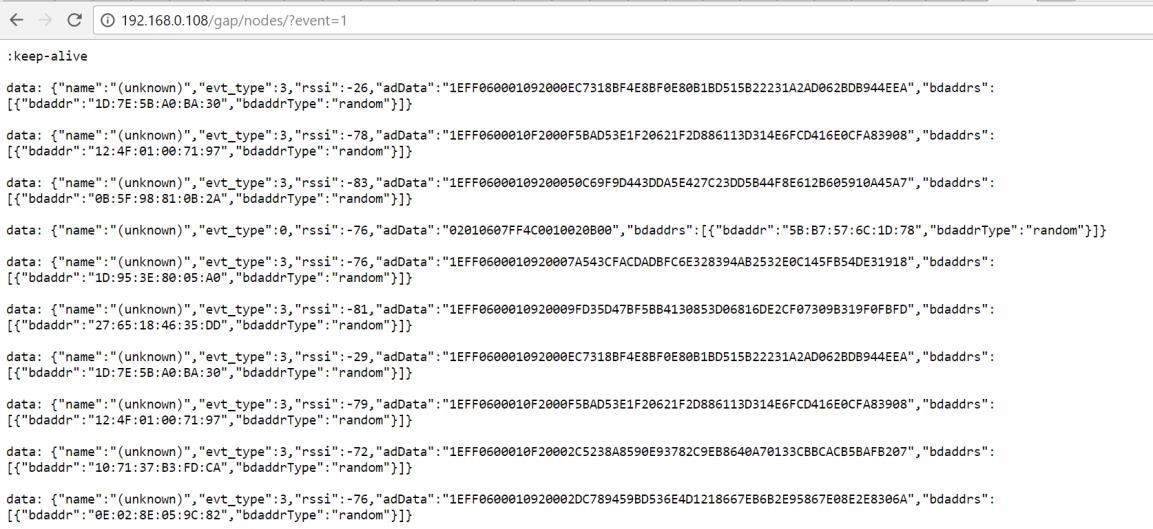 192.168.0.108/gap/nodes/?event=1
:keep-alive
data: {"name":"(unknown)","evt_type":3,"rssi":-26,"adData":"1EFF060001092000EC7318BF4E8BF0E80B1BD515B22231A2AD062BDB944EEA","bdaddrs":
[{"bdaddr":"1D:7E:5B:A0:BA:30","bdaddrType":"random"}]}
data: {"name":"(unknown)","evt_type":3,"rssi":-78,"adData":"1EFF0600010F2000F5BAD53E1F20621F2D886113D314E6FCD416E0CFA83908","bdaddrs":
[{"bdaddr":"12:4F:01:00:71:97","bdaddrType":"random"}]}
data: {"name":"(unknown)","evt_type":3,"rssi":-83,"adData":"1EFF06000109200050C69F9D443DDA5E427C23DD5B44F8E612B605910A45A7","bdaddrs":
[{"bdaddr":"0B:5F:98:81:0B:2A","bdaddrType":"random"}]}
data: {"name":"(unknown)","evt_type":0,"rssi":-76,"adData":"02010607FF4C0010020B00","bdaddrs":[{"bdaddr":"5B:B7:57:6C:1D:78","bdaddrType":"random"}]}
data: {"name":"(unknown)","evt_type":3,"rssi":-76,"adData":"1EFF0600010920007A543CFACDADBFC6E328394AB2532E0C145FB54DE31918","bdaddrs":
[{"bdaddr":"1D:95:3E:80:05:A0","bdaddrType":"random"}]}
data: {"name":"(unknown)","evt_type":3,"rssi":-81,"adData":"1EFF0600010920009FD35D47BF5BB4130853D06816DE2CF07309B319F0FBFD","bdaddrs":
[{"bdaddr":"27:65:18:46:35:DD","bdaddrType":"random"}]}
data: {"name":"(unknown)","evt_type":3,"rssi":-29,"adData":"1EFF060001092000EC7318BF4E8BF0E80B1BD515B22231A2AD062BDB944EEA","bdaddrs":
[{"bdaddr":"1D:7E:5B:A0:BA:30","bdaddrType":"random"}]}
data: {"name":"(unknown)","evt_type":3,"rssi":-79,"adData":"1EFF0600010F2000F5BAD53E1F20621F2D886113D314E6FCD416E0CFA83908","bdaddrs":
[{"bdaddr":"12:4F:01:00:71:97","bdaddrType":"random"}]}
data: {"name":"(unknown)","evt_type":3,"rssi":-72,"adData":"1EFF0600010F20002C5238A8590E93782C9EB8640A70133CBBCACB5BAFB207","bdaddrs":
[{"bdaddr":"10:71:37:B3:FD:CA","bdaddrType":"random"}]}
data: {"name":"(unknown)","evt_type":3,"rssi":-76,"adData":"1EFF0600010920002DC789459BD536E4D1218667EB6B2E95867E08E2E8306A","bdaddrs":
[{"bdaddr":"0E:02:8E:05:9C:82","bdaddrType":"random"}]}